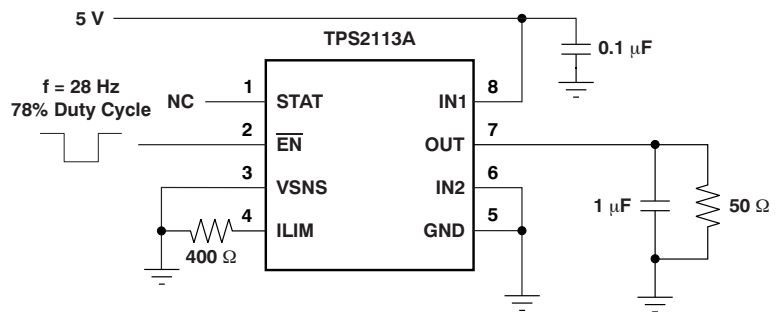 5 V
TPS2113A
0.1 μF
f = 28 Hz
78% Duty Cycle
NC
1
STAT
IN1
8
2
EN
OUT
7
3
VSNS
IN2
6
4
ILIM
GND
5
400 Ω
1 μF
50 Ω